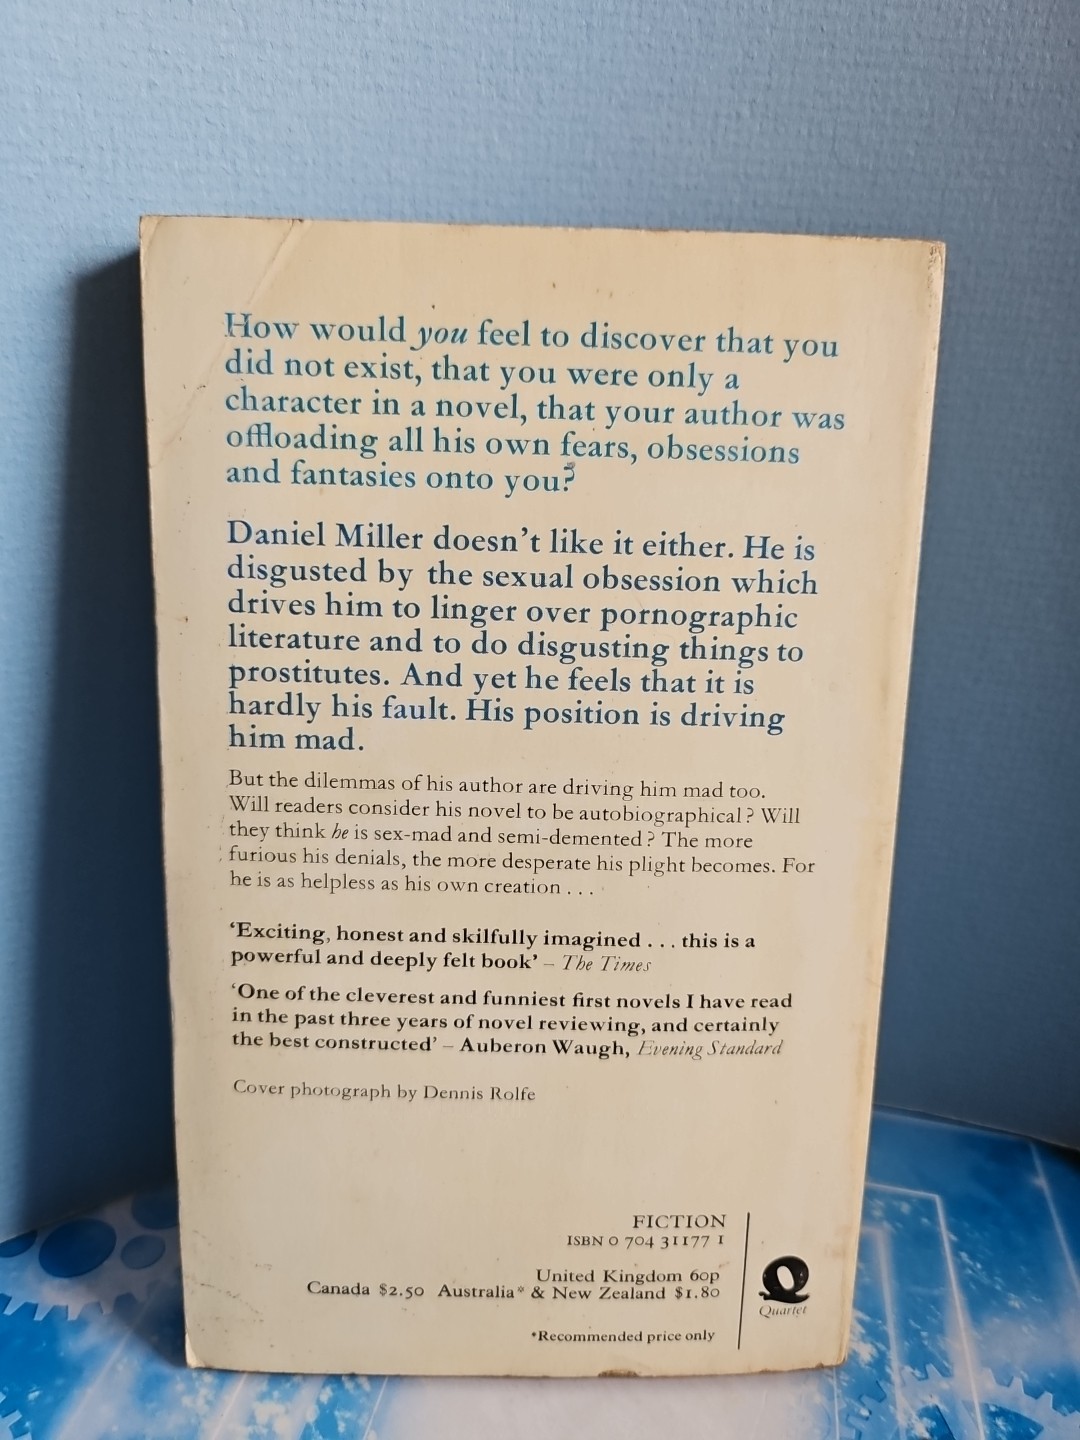 How would you feel to discover that you
did not exist, that you were only a
character in a novel, that your author was
offloading all his own fears, obsessions
and fantasies onto you?
Daniel Miller doesn't like it either. He is
disgusted by the sexual obsession which
drives him to linger over pornographic
literature and to do disgusting things to
prostitutes. And yet he feels that it is
hardly his fault. His position is driving
him mad.
But the dilemmas of his author are driving him mad too.
Will readers consider his novel to be autobiographical? Will
they think he is sex-mad and semi-demented? The more
furious his denials, the more desperate his plight becomes. For
he is as helpless as his own creation . . .
‘Exciting, honest and skilfully imagined . . . this is a
powerful and deeply felt book’ – The Times
‘One of the cleverest and funniest first novels I have read
in the past three years of novel reviewing, and certainly
the best constructed’ – Auberon Waugh, Evening Standard
Cover photograph by Dennis Rolfe
FICTION
ISBN 0 704 31177 1
United Kingdom 60p
Canada $2.50 Australia* & New Zealand $1.80
*Recommended price only
Q
Quartet